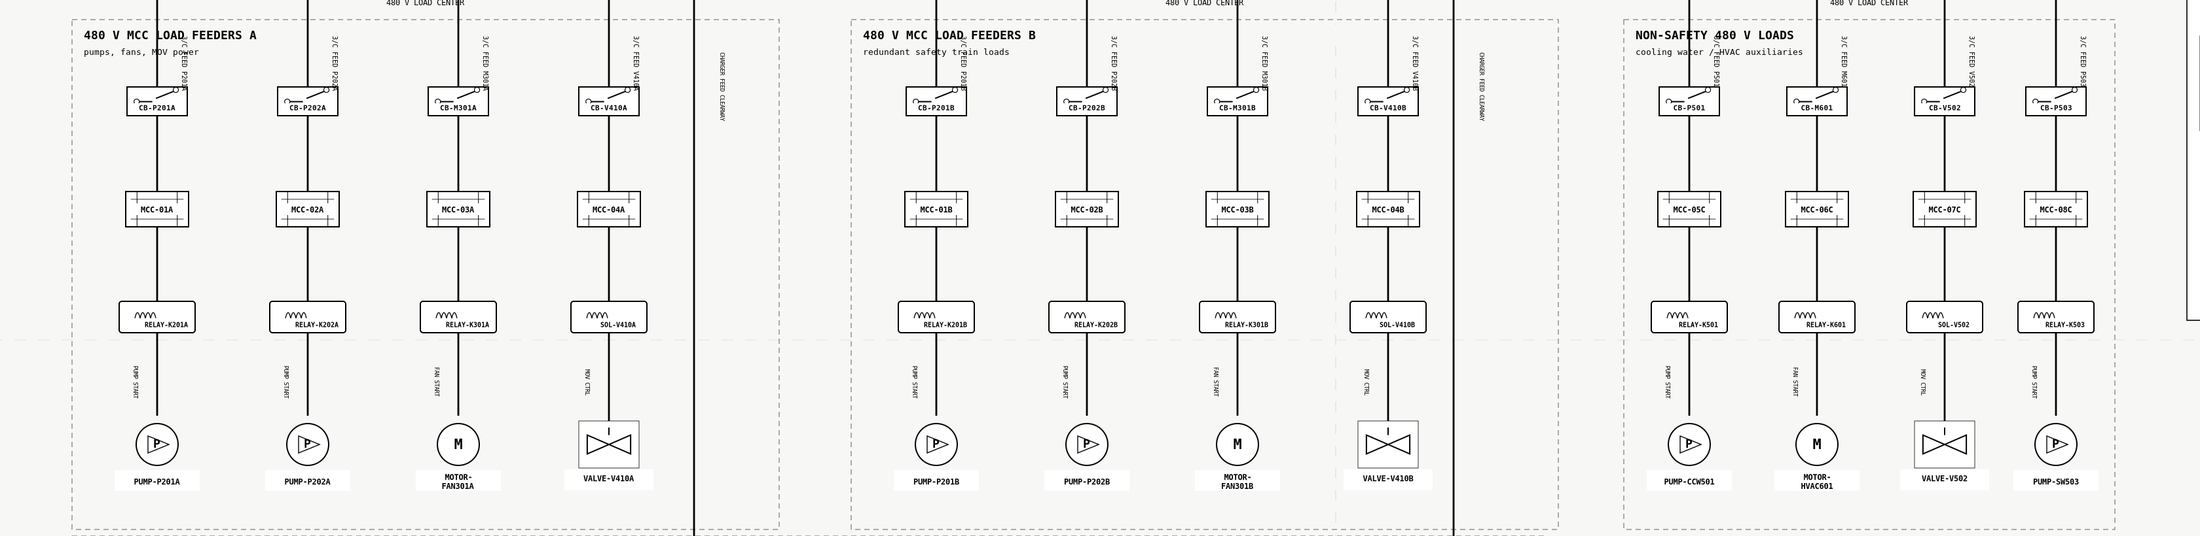 480 V LOAD CENTER
480 V MCC LOAD FEEDERS A
pumps, fans, MOV power
3/C FEED P201A
3/C FEED P202A
3/C FEED M301A
3/C FEED V410A
CHARGER FEED CLEARWAY
CB-P201A
CB-P202A
CB-M301A
CB-V410A
MCC-01A
MCC-02A
MCC-03A
MCC-04A
RELAY-K201A
RELAY-K202A
RELAY-K301A
SOL-V410A
PUMP START
PUMP START
FAN START
MOV CTRL
P
P
M
PUMP-P201A
PUMP-P202A
MOTOR-
FAN301A
VALVE-V410A
480 V LOAD CENTER
480 V MCC LOAD FEEDERS B
redundant safety train loads
3/C FEED P201B
3/C FEED P202B
3/C FEED M301B
3/C FEED V410B
CHARGER FEED CLEARWAY
CB-P201B
CB-P202B
CB-M301B
CB-V410B
MCC-01B
MCC-02B
MCC-03B
MCC-04B
RELAY-K201B
RELAY-K202B
RELAY-K301B
SOL-V410B
PUMP START
PUMP START
FAN START
MOV CTRL
P
P
M
PUMP-P201B
PUMP-P202B
MOTOR-
FAN301B
VALVE-V410B
480 V LOAD CENTER
NON-SAFETY 480 V LOADS
cooling water / HVAC auxiliaries
3/C FEED P501
3/C FEED M601
3/C FEED V502
3/C FEED P503
CB-P501
CB-M601
CB-V502
CB-P503
MCC-05C
MCC-06C
MCC-07C
MCC-08C
RELAY-K501
RELAY-K601
SOL-V502
RELAY-K503
PUMP START
FAN START
MOV CTRL
PUMP START
P
M
P
PUMP-CCW501
MOTOR-
HVAC601
VALVE-V502
PUMP-SW503